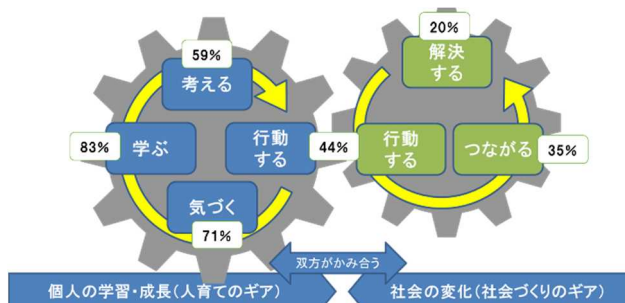 59%
考える
83%
学ぶ
行動
する
気づく
71%
20%
解決
する
44%
行動
する
つながる
35%
双方がかみ合う
個人の学習・成長(人育てのギア)
社会の変化(社会づくりのギア)